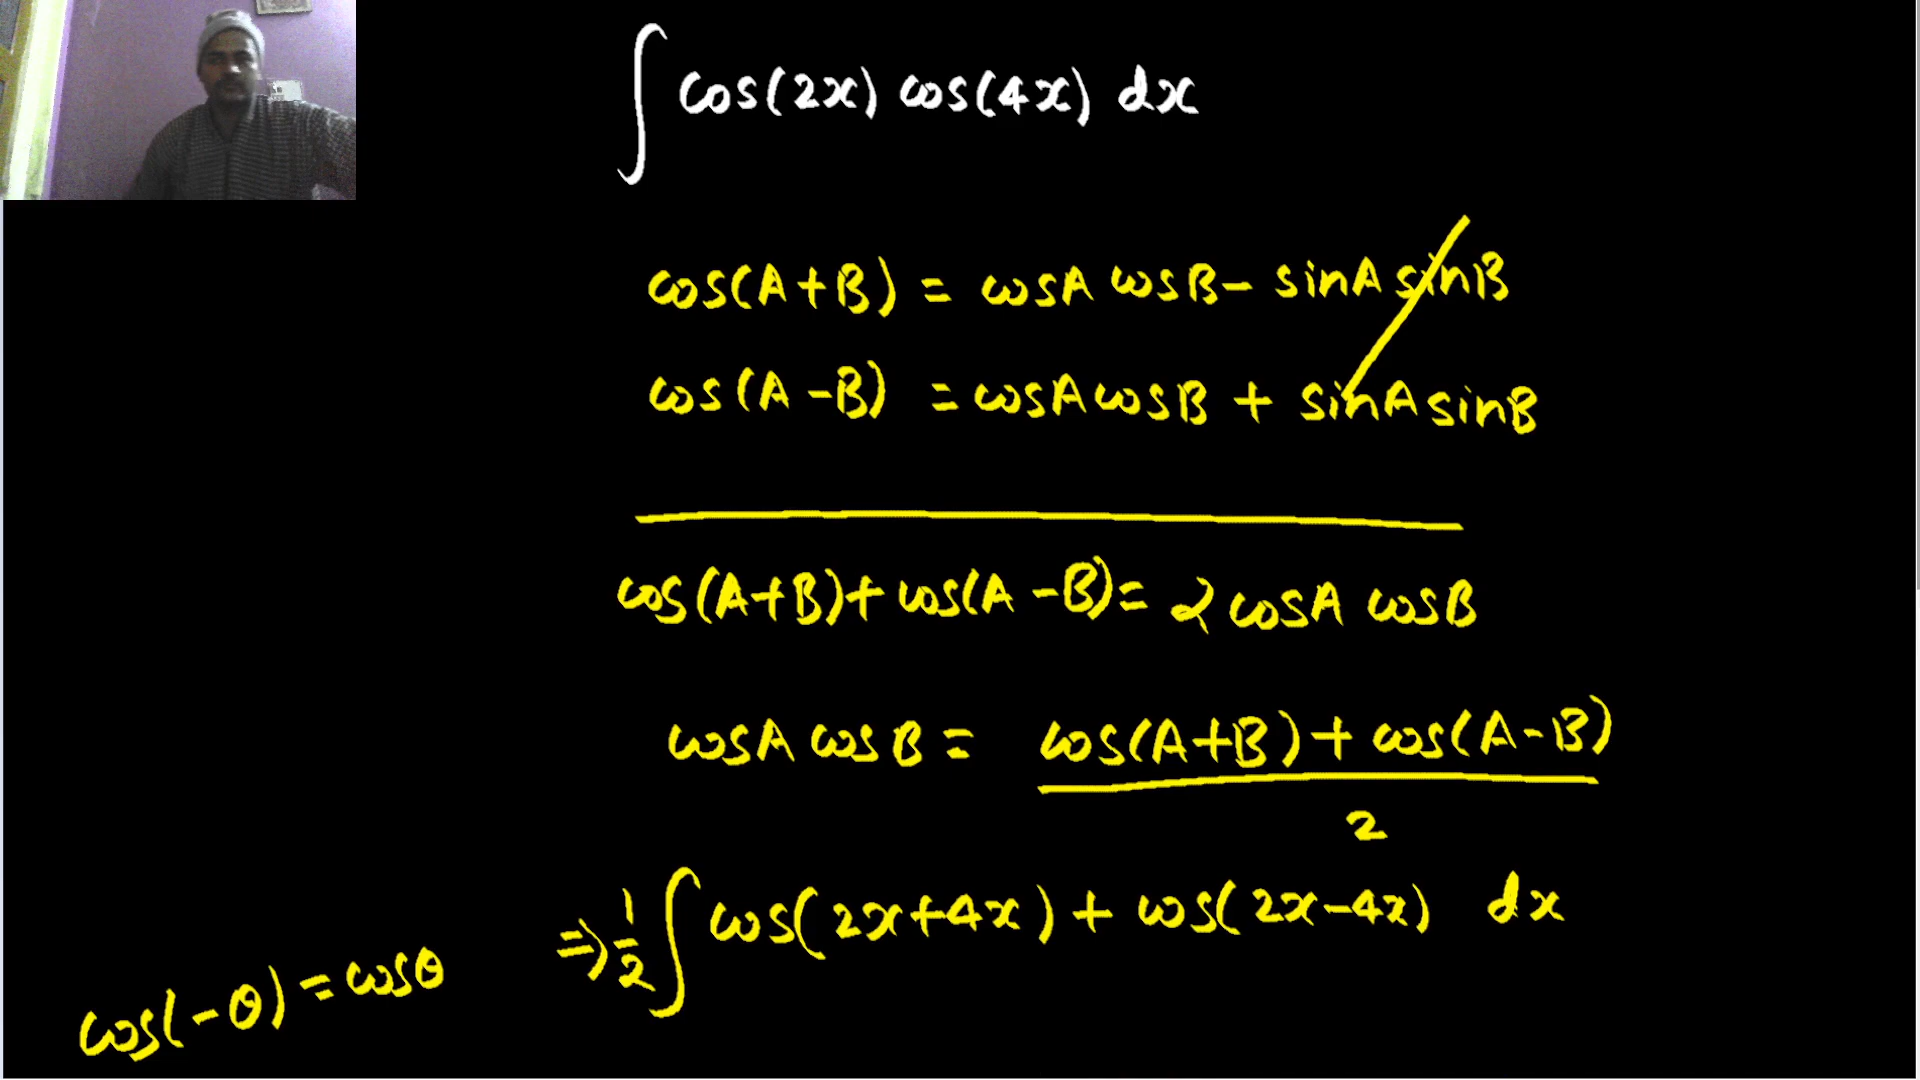 ∫ cos(2x) cos(4x) dx
cos(A+B) = cosA cosB - sinA sinB
cos(A-B) = cosA cosB + sinA sinB
cos(A+B)+cos(A-B)= 2 cosA cosB
cosA cosB = cos(A+B)+cos(A-B)
2
⇒ 1/2 ∫ cos(2x+4x) + cos(2x-4x) dx
cos(-θ) = cosθ